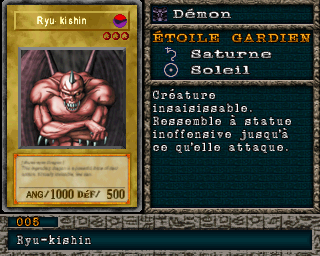 Ryu-kishin
ANG/1000 DéF/ 500
Démon
ÉTOILE GARDIEN
Saturne
Soleil
Créature
insaisissable.
Ressemble à statue
inoffensive jusqu'à
ce qu'elle attaque.
005
Ryu-kishin